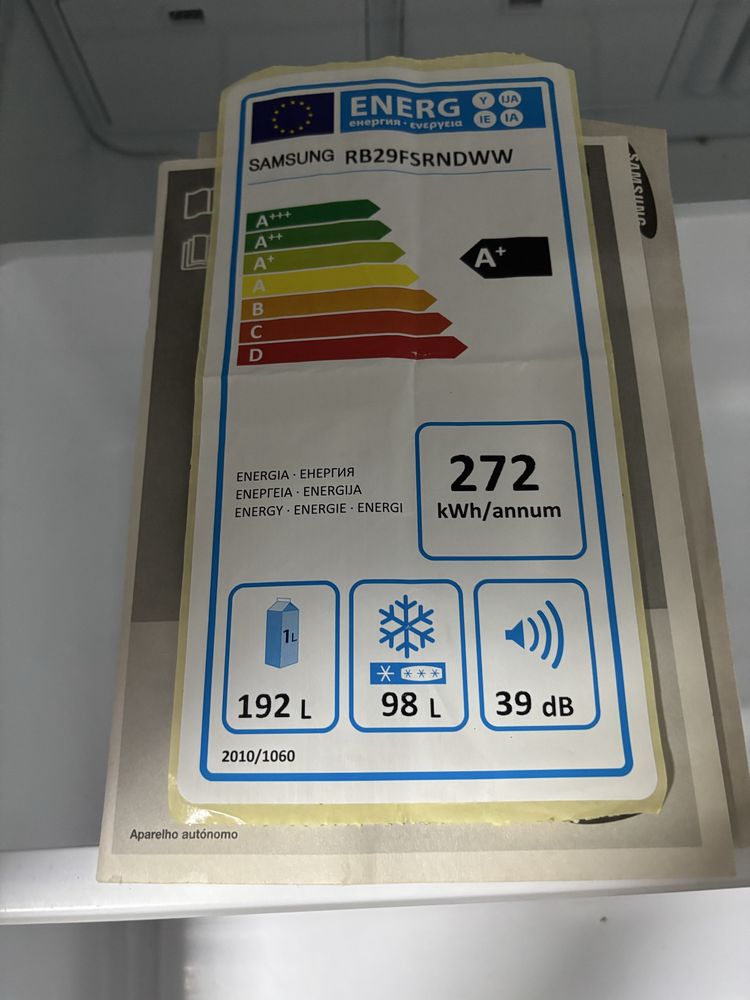 ENERG
енергия · ενεργεια
Y IJA
IE IA
SAMSUNG RB29FSRNDWW
A+++
A++
A+
A
B
C
D
A+
ENERGIA · ЕНЕРГИЯ
ΕΝΕΡΓΕΙΑ · ENERGIJA
ENERGY · ENERGIE · ENERGI
272
kWh/annum
1L
192 L
98 L
39 dB
2010/1060
Aparelho autónomo
SAMSUNG